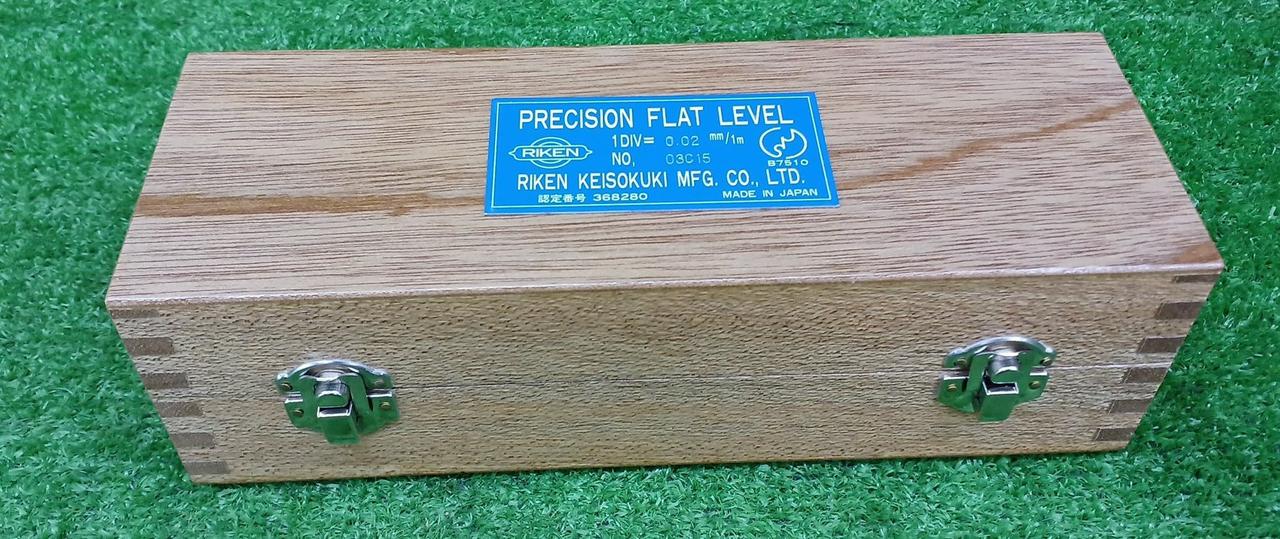 PRECISION FLAT LEVEL
1DIV= 0.02 mm/1m
RIKEN
NO, 03C15
B7510
RIKEN KEISOKUKI MFG. CO., LTD.
認定番号 368280 MADE IN JAPAN